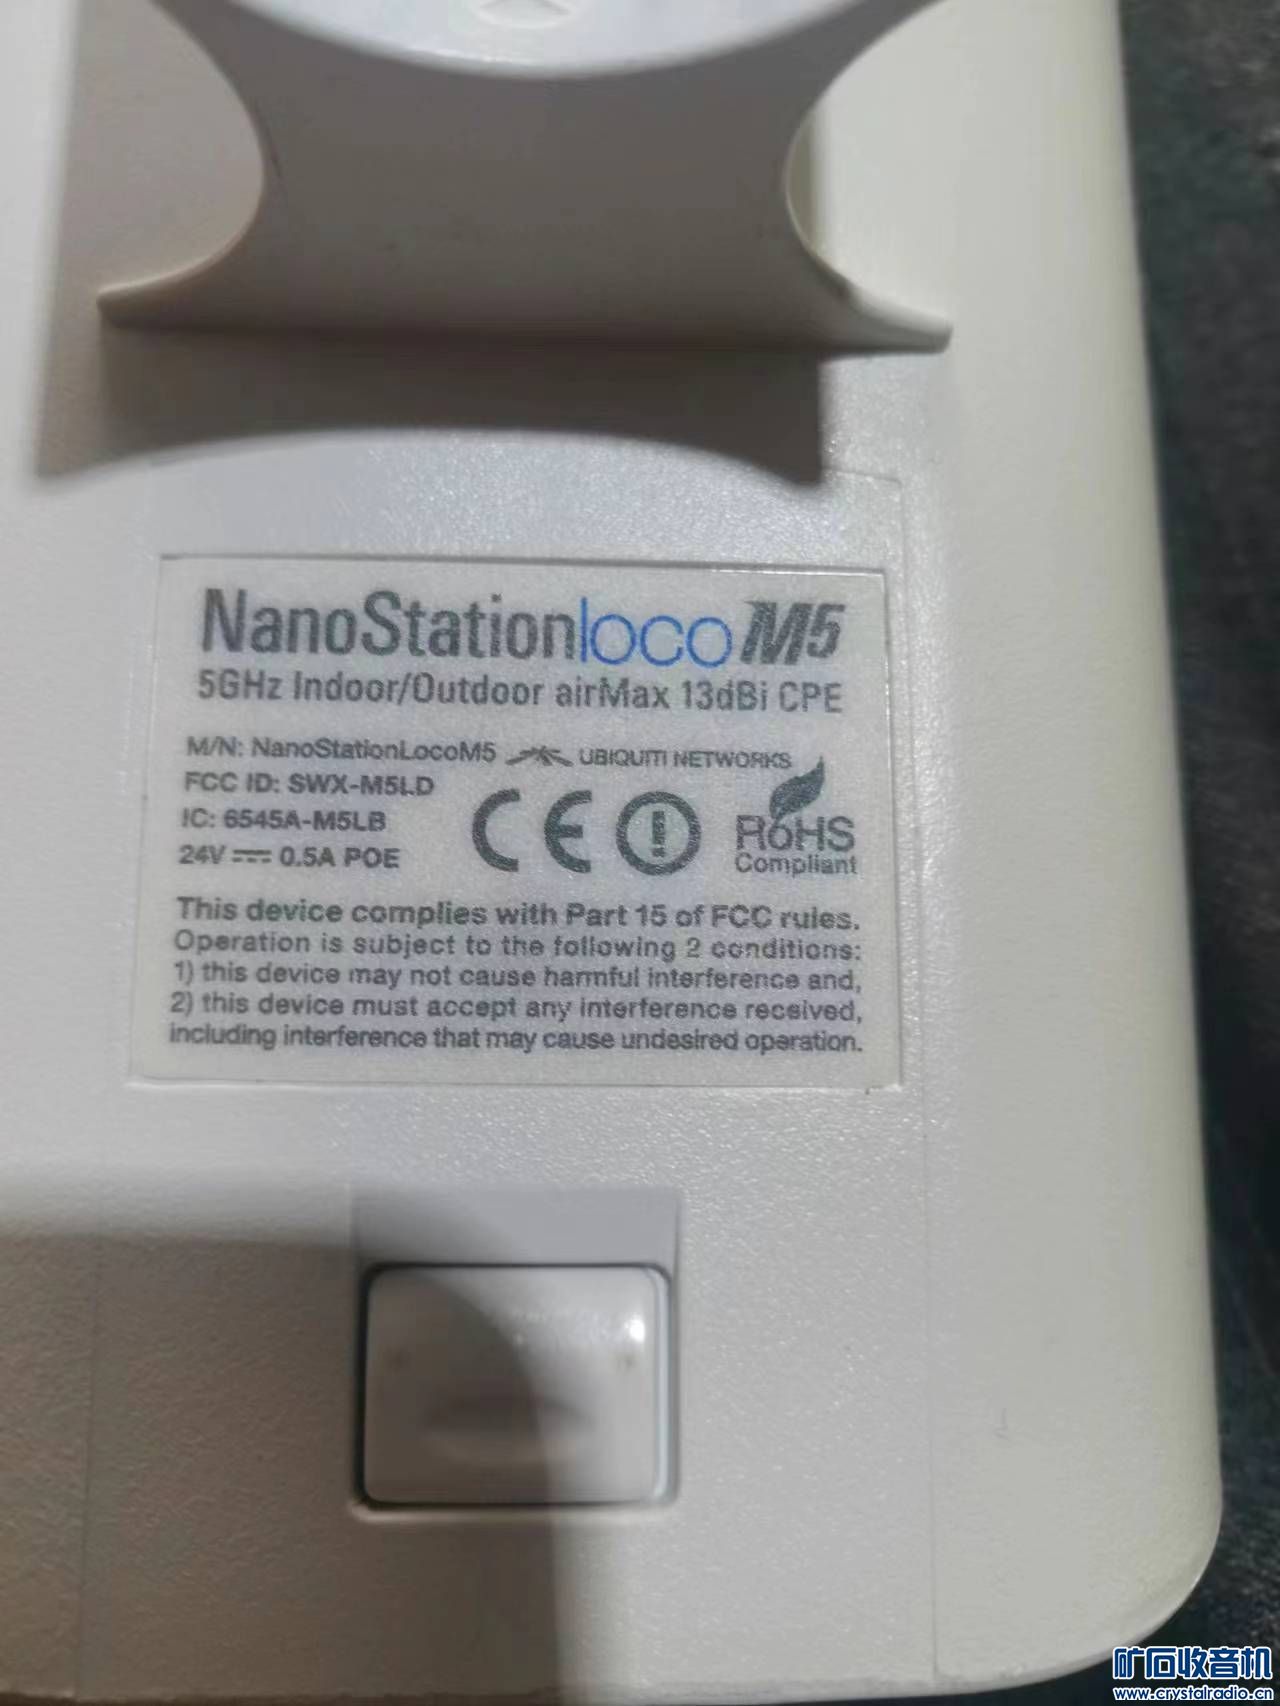 NanoStationloco M5
5GHz Indoor/Outdoor airMax 13dBi CPE
M/N: NanoStationLocoM5 UBIQUITI NETWORKS
FCC ID: SWX-M5LD
IC: 6545A-M5LB
24V 0.5A POE
CE
RoHS
Compliant
This device complies with Part 15 of FCC rules.
Operation is subject to the following 2 conditions:
1) this device may not cause harmful interference and,
2) this device must accept any interference received,
including interference that may cause undesired operation.
矿石收音机
www.crystalradio.cn